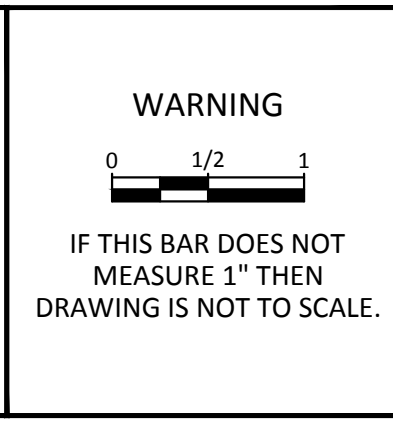 WARNING
0 1/2 1
IF THIS BAR DOES NOT
MEASURE 1" THEN
DRAWING IS NOT TO SCALE.